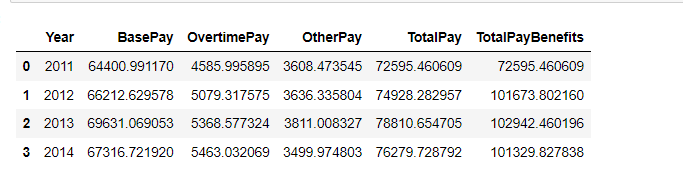 Year BasePay OvertimePay OtherPay TotalPay TotalPayBenefits
0 2011 64400.991170 4585.995895 3608.473545 72595.460609 72595.460609
1 2012 66212.629578 5079.317575 3636.335804 74928.282957 101673.802160
2 2013 69631.069053 5368.577324 3811.008327 78810.654705 102942.460196
3 2014 67316.721920 5463.032069 3499.974803 76279.728792 101329.827838